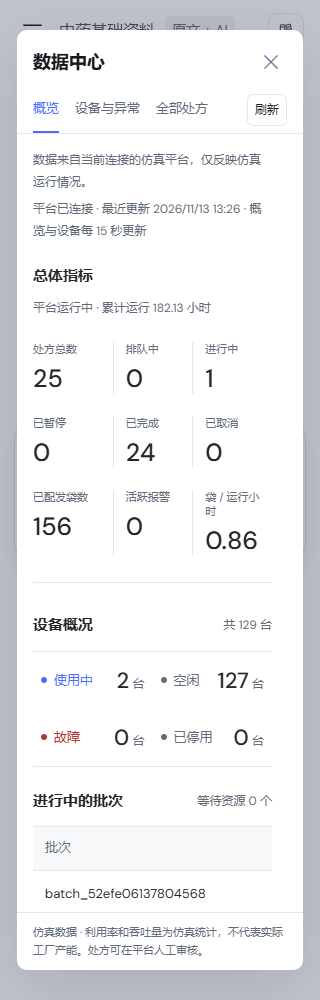 中药基础资料 原文 + AI
数据中心
概览 设备与异常 全部处方 刷新
数据来自当前连接的仿真平台，仅反映仿真
运行情况。
平台已连接 · 最近更新 2026/11/13 13:26 · 概
览与设备每 15 秒更新
总体指标
平台运行中 · 累计运行 182.13 小时
处方总数 排队中 进行中
25 0 1
已暂停 已完成 已取消
0 24 0
已配发袋数 活跃报警 袋 / 运行小
时
156 0 0.86
设备概况 共 129 台
使用中 2 台 空闲 127 台
故障 0 台 已停用 0 台
进行中的批次 等待资源 0 个
批次
batch_52efe06137804568
仿真数据 · 利用率和吞吐量为仿真统计，不代表实际
工厂产能。处方可在平台人工审核。